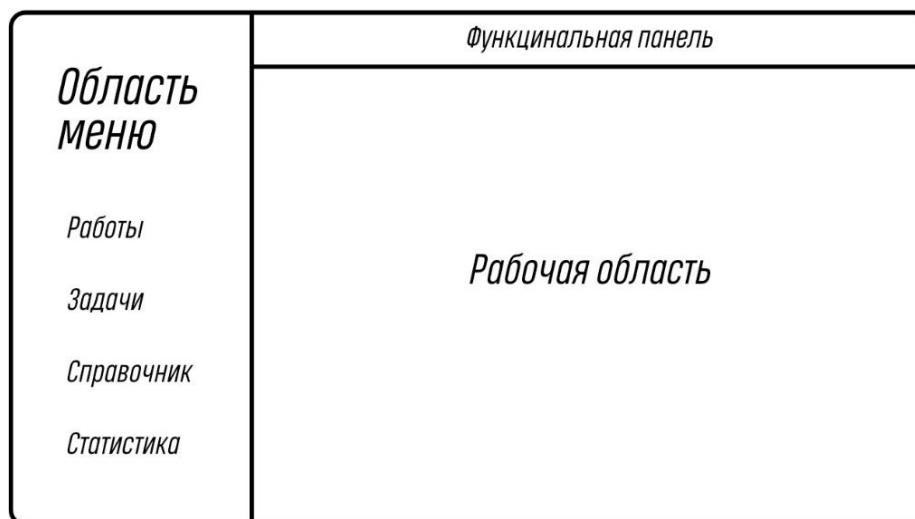 Функцинальная панель
Область
меню
Работы
Задачи
Справочник
Статистика
Рабочая область